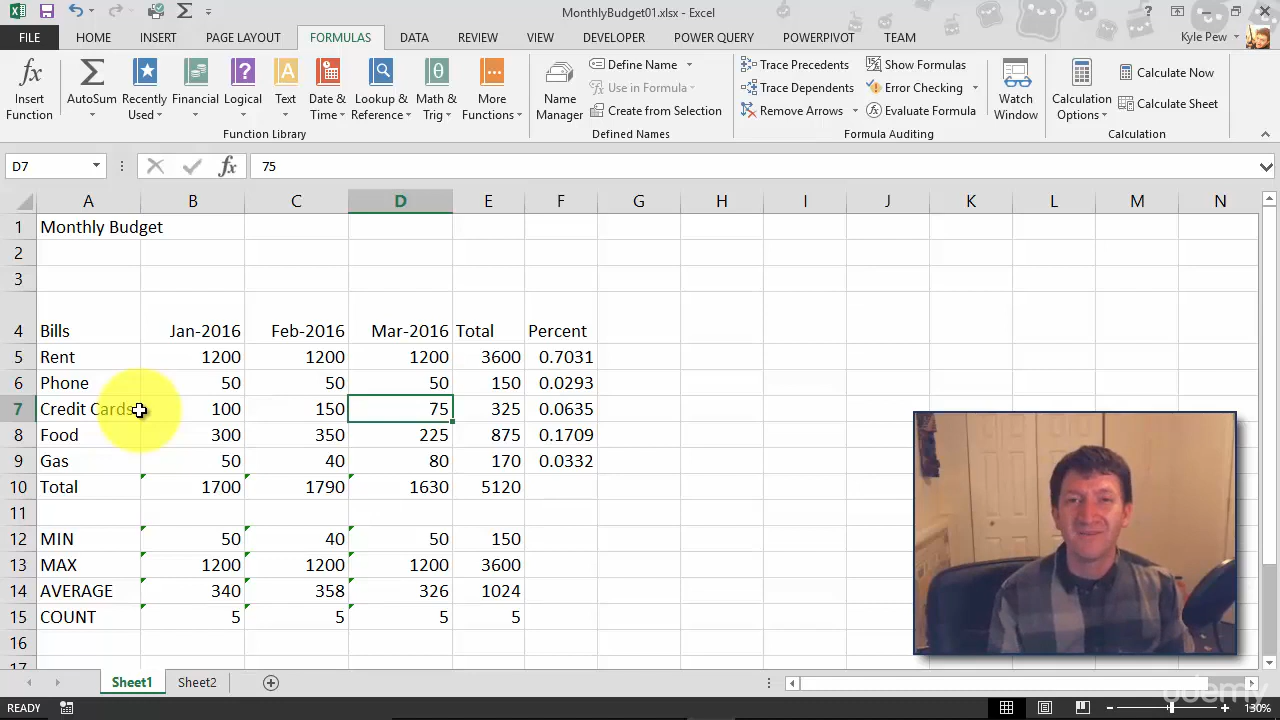 MonthlyBudget01.xlsx - Excel
FILE HOME INSERT PAGE LAYOUT FORMULAS DATA REVIEW VIEW DEVELOPER POWER QUERY POWERPIVOT TEAM Kyle Pew
Insert Function
AutoSum
Recently Used
Financial
Logical
Text
Date & Time
Lookup & Reference
Math & Trig
More Functions
Function Library
Name Manager
Define Name
Use in Formula
Create from Selection
Defined Names
Trace Precedents
Trace Dependents
Remove Arrows
Show Formulas
Error Checking
Evaluate Formula
Watch Window
Formula Auditing
Calculation Options
Calculate Now
Calculate Sheet
Calculation
D7 fx 75
A B C D E F G H I J K L M N
1 Monthly Budget
2
3
4 Bills Jan-2016 Feb-2016 Mar-2016 Total Percent
5 Rent 1200 1200 1200 3600 0.7031
6 Phone 50 50 50 150 0.0293
7 Credit Cards 100 150 75 325 0.0635
8 Food 300 350 225 875 0.1709
9 Gas 50 40 80 170 0.0332
10 Total 1700 1790 1630 5120
11
12 MIN 50 40 50 150
13 MAX 1200 1200 1200 3600
14 AVERAGE 340 358 326 1024
15 COUNT 5 5 5 5
16
17
Sheet1 Sheet2
udemy
READY 130%